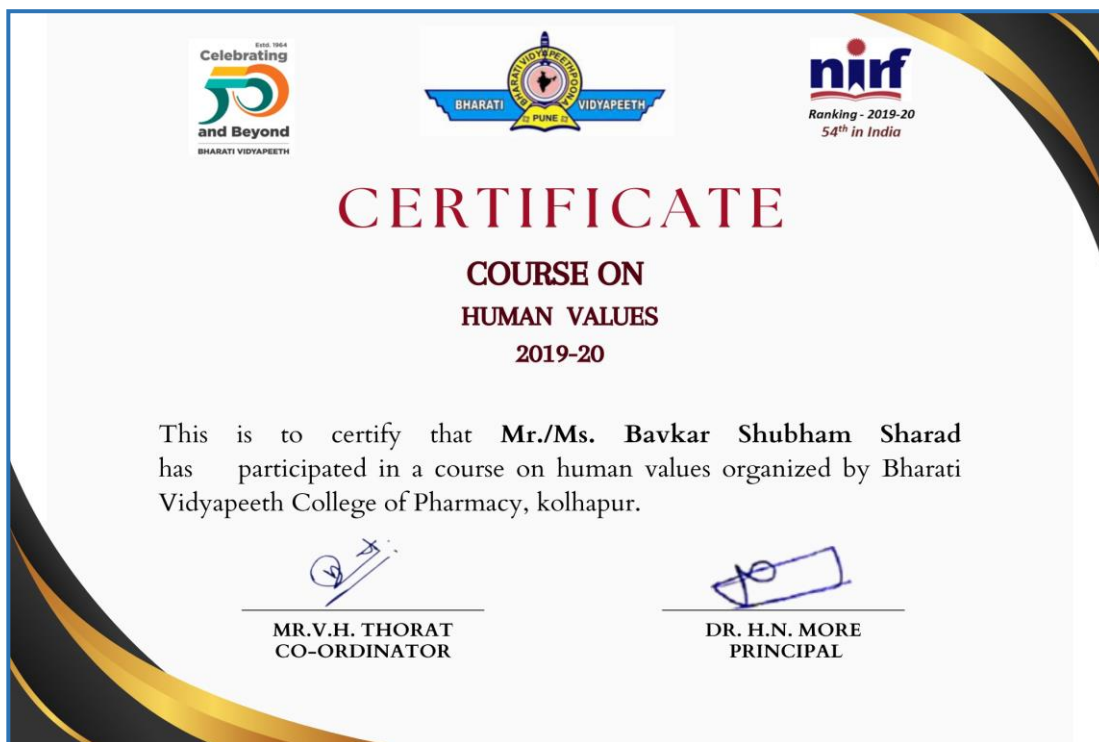 Estd. 1964
Celebrating
50
and Beyond
BHARATI VIDYAPEETH
BHARATI VIDYAPEETH POONA
BHARATI VIDYAPEETH
PUNE
nirf
Ranking - 2019-20
54th in India
CERTIFICATE
COURSE ON
HUMAN VALUES
2019-20
This is to certify that Mr./Ms. Bavkar Shubham Sharad
has participated in a course on human values organized by Bharati
Vidyapeeth College of Pharmacy, kolhapur.
MR.V.H. THORAT
CO-ORDINATOR
DR. H.N. MORE
PRINCIPAL